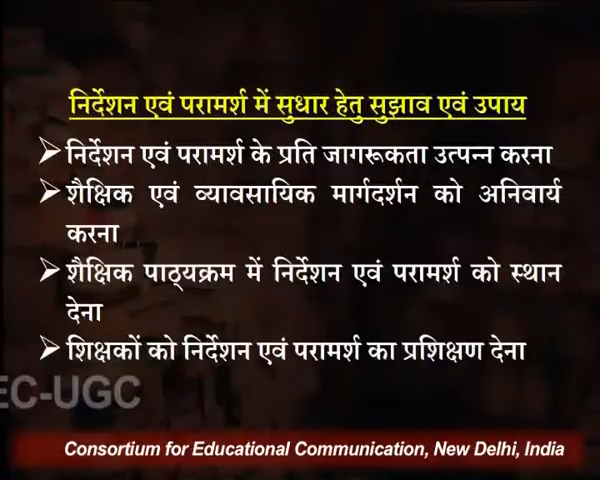 निर्देशन एवं परामर्श में सुधार हेतु सुझाव एवं उपाय
निर्देशन एवं परामर्श के प्रति जागरूकता उत्पन्न करना
शैक्षिक एवं व्यावसायिक मार्गदर्शन को अनिवार्य
करना
शैक्षिक पाठ्यक्रम में निर्देशन एवं परामर्श को स्थान
देना
शिक्षकों को निर्देशन एवं परामर्श का प्रशिक्षण देना
EC-UGC
Consortium for Educational Communication, New Delhi, India